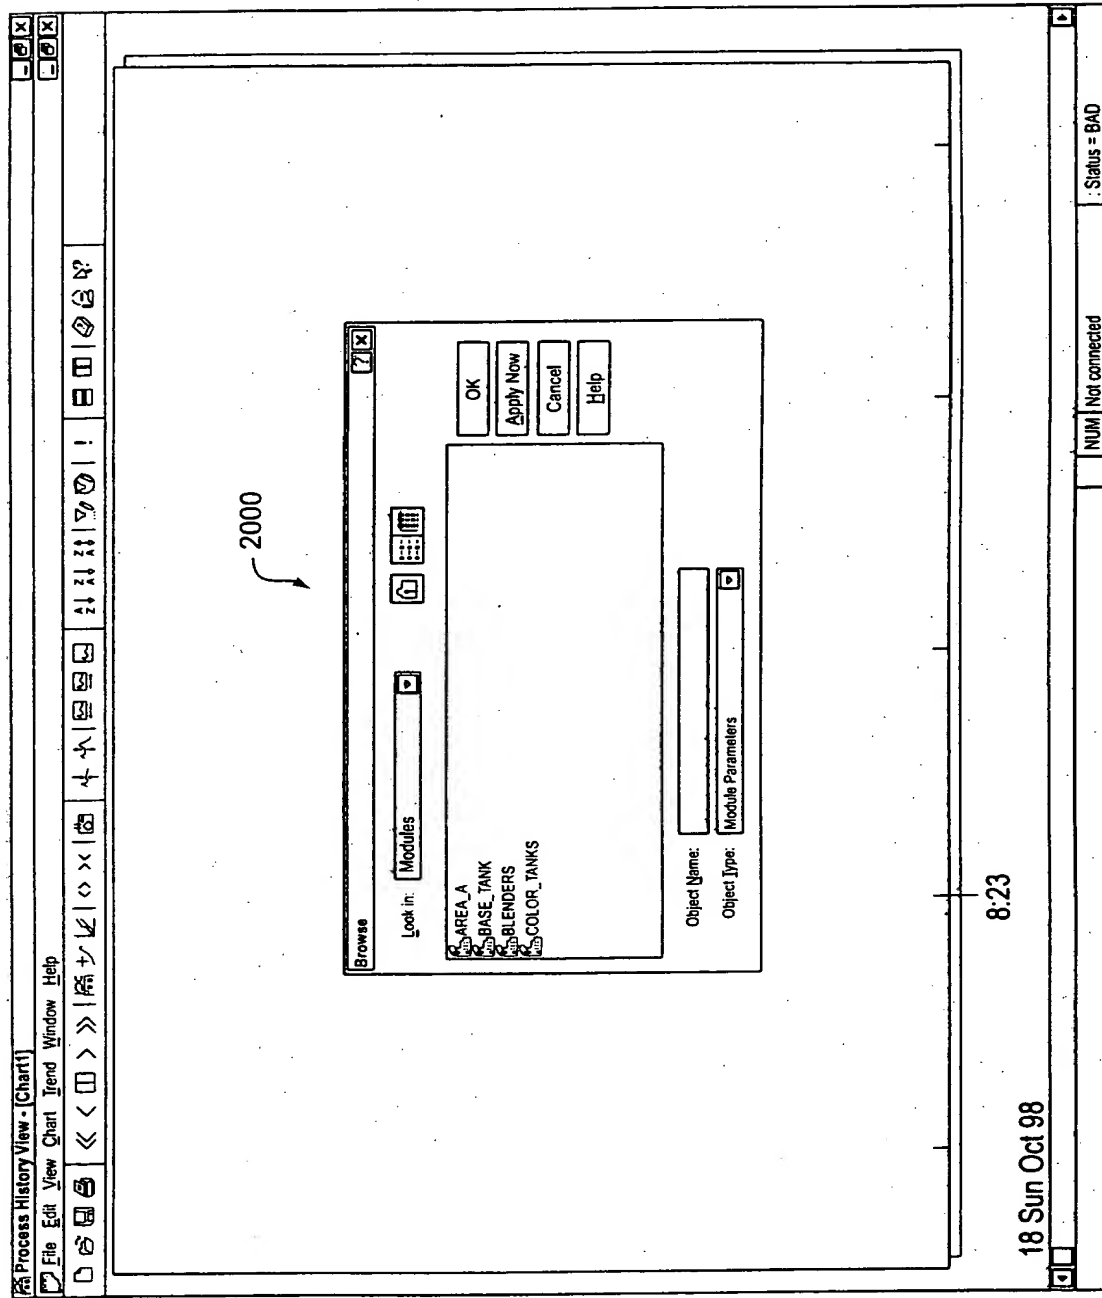 Process History View - [Chart1]
File Edit View Chart Trend Window Help
2000
Browse
Look in: Modules
AREA_A
BASE_TANK
BLENDERS
COLOR_TANKS
OK
Apply Now
Cancel
Help
Object Name:
Object Type: Module Parameters
8:23
18 Sun Oct 98
NUM Not connected : Status = BAD